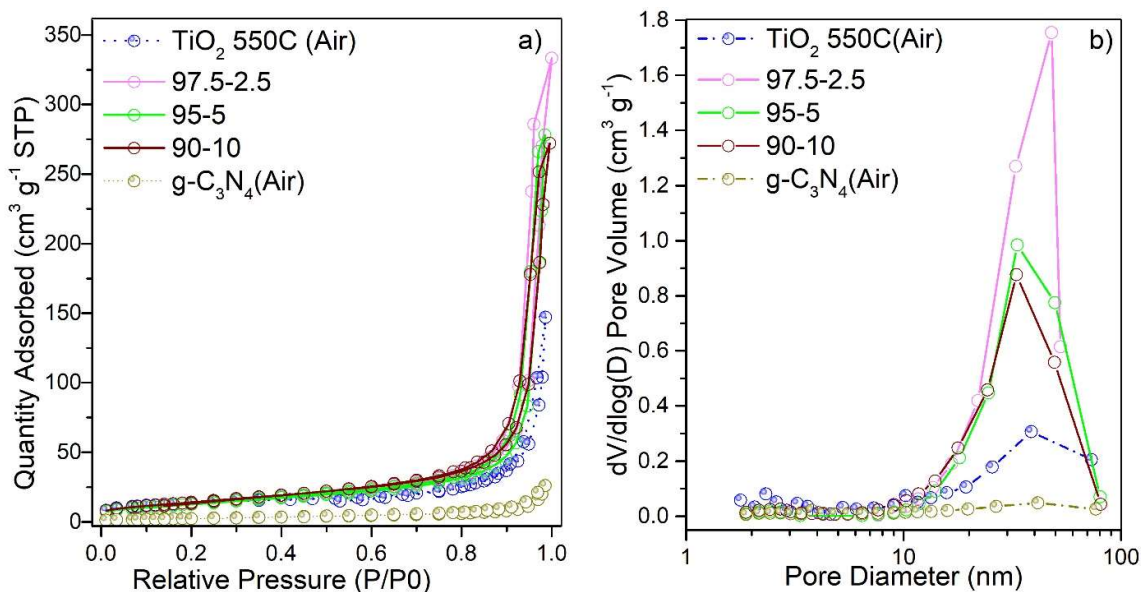 a)
TiO₂ 550C (Air)
97.5-2.5
95-5
90-10
g-C₃N₄(Air)
Quantity Adsorbed (cm³ g⁻¹ STP)
350
300
250
200
150
100
50
0
0.0 0.2 0.4 0.6 0.8 1.0
Relative Pressure (P/P0)
b)
TiO₂ 550C(Air)
97.5-2.5
95-5
90-10
g-C₃N₄(Air)
dV/dlog(D) Pore Volume (cm³ g⁻¹)
1.8
1.6
1.4
1.2
1.0
0.8
0.6
0.4
0.2
0.0
1 10 100
Pore Diameter (nm)